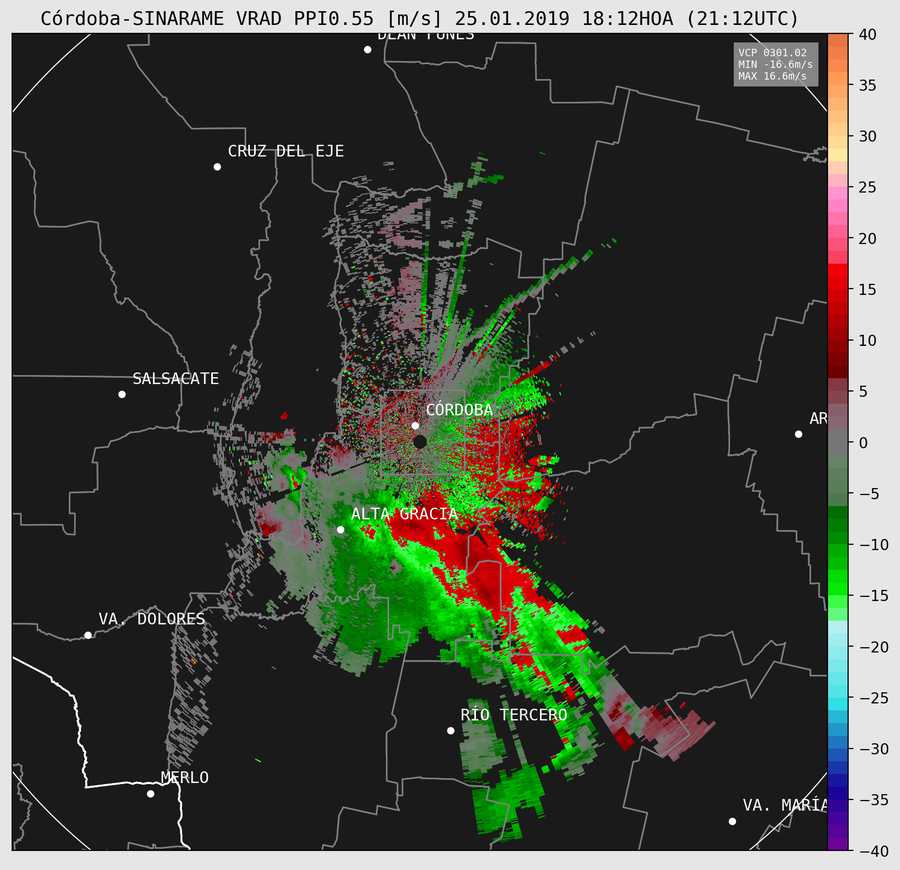 Córdoba-SINARAME VRAD PPI0.55 [m/s] 25.01.2019 18:12HOA (21:12UTC)
DEAN FUNES
VCP 0301.02
MIN -16.6m/s
MAX 16.6m/s
CRUZ DEL EJE
SALSACATE
CÓRDOBA
AR
ALTA GRACIA
VA. DOLORES
RIO TERCERO
MERLO
VA. MARÍA
40
35
30
25
20
15
10
5
0
−5
−10
−15
−20
−25
−30
−35
−40